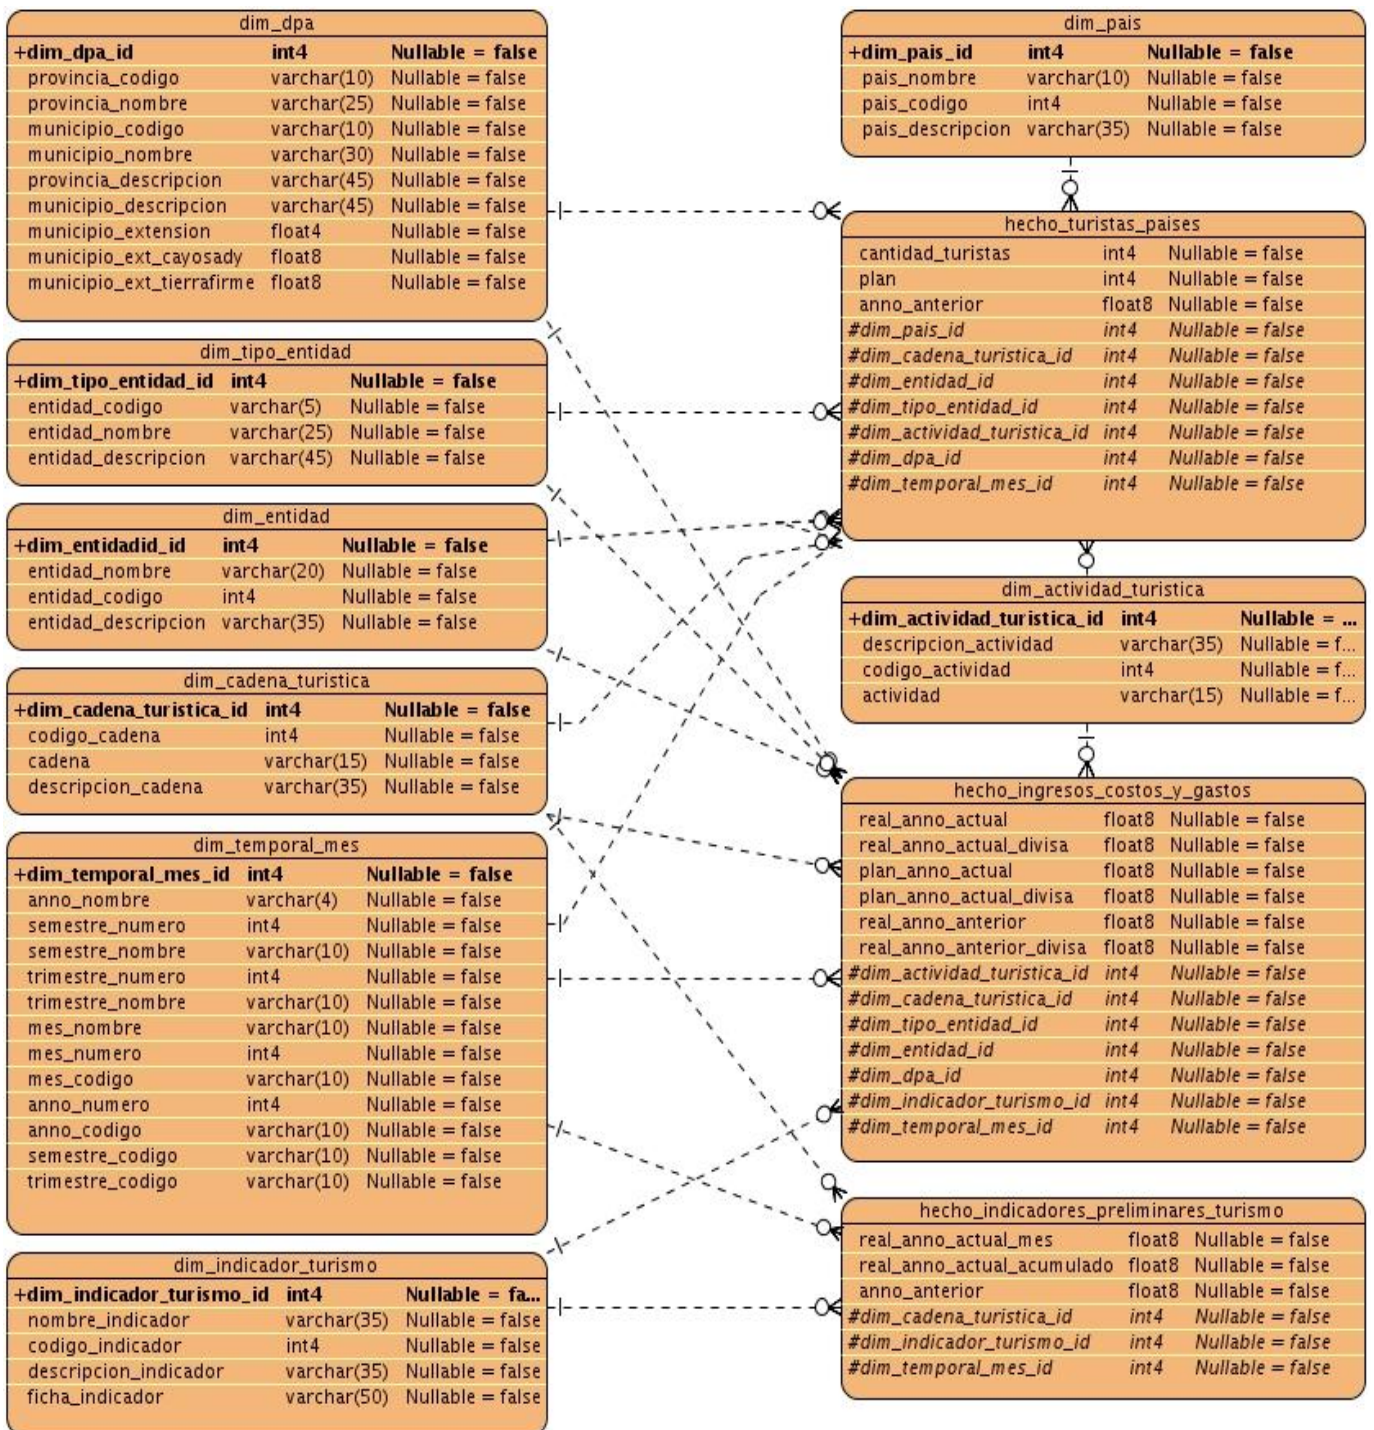 dim_dpa
+dim_dpa_id int4 Nullable = false
provincia_codigo varchar(10) Nullable = false
provincia_nombre varchar(25) Nullable = false
municipio_codigo varchar(10) Nullable = false
municipio_nombre varchar(30) Nullable = false
provincia_descripcion varchar(45) Nullable = false
municipio_descripcion varchar(45) Nullable = false
municipio_extension float4 Nullable = false
municipio_ext_cayosady float8 Nullable = false
municipio_ext_tierrafirme float8 Nullable = false
dim_tipo_entidad
+dim_tipo_entidad_id int4 Nullable = false
entidad_codigo varchar(5) Nullable = false
entidad_nombre varchar(25) Nullable = false
entidad_descripcion varchar(45) Nullable = false
dim_entidad
+dim_entidadid_id int4 Nullable = false
entidad_nombre varchar(20) Nullable = false
entidad_codigo int4 Nullable = false
entidad_descripcion varchar(35) Nullable = false
dim_cadena_turistica
+dim_cadena_turistica_id int4 Nullable = false
codigo_cadena int4 Nullable = false
cadena varchar(15) Nullable = false
descripcion_cadena varchar(35) Nullable = false
dim_temporal_mes
+dim_temporal_mes_id int4 Nullable = false
anno_nombre varchar(4) Nullable = false
semestre_numero int4 Nullable = false
semestre_nombre varchar(10) Nullable = false
trimestre_numero int4 Nullable = false
trimestre_nombre varchar(10) Nullable = false
mes_nombre varchar(10) Nullable = false
mes_numero int4 Nullable = false
mes_codigo varchar(10) Nullable = false
anno_numero int4 Nullable = false
anno_codigo varchar(10) Nullable = false
semestre_codigo varchar(10) Nullable = false
trimestre_codigo varchar(10) Nullable = false
dim_indicador_turismo
+dim_indicador_turismo_id int4 Nullable = fa...
nombre_indicador varchar(35) Nullable = false
codigo_indicador int4 Nullable = false
descripcion_indicador varchar(35) Nullable = false
ficha_indicador varchar(50) Nullable = false
dim_pais
+dim_pais_id int4 Nullable = false
pais_nombre varchar(10) Nullable = false
pais_codigo int4 Nullable = false
pais_descripcion varchar(35) Nullable = false
hecho_turistas_paises
cantidad_turistas int4 Nullable = false
plan int4 Nullable = false
anno_anterior float8 Nullable = false
#dim_pais_id int4 Nullable = false
#dim_cadena_turistica_id int4 Nullable = false
#dim_entidad_id int4 Nullable = false
#dim_tipo_entidad_id int4 Nullable = false
#dim_actividad_turistica_id int4 Nullable = false
#dim_dpa_id int4 Nullable = false
#dim_temporal_mes_id int4 Nullable = false
dim_actividad_turistica
+dim_actividad_turistica_id int4 Nullable = ...
descripcion_actividad varchar(35) Nullable = f...
codigo_actividad int4 Nullable = f...
actividad varchar(15) Nullable = f...
hecho_ingresos_costos_y_gastos
real_anno_actual float8 Nullable = false
real_anno_actual_divisa float8 Nullable = false
plan_anno_actual float8 Nullable = false
plan_anno_actual_divisa float8 Nullable = false
real_anno_anterior float8 Nullable = false
real_anno_anterior_divisa float8 Nullable = false
#dim_actividad_turistica_id int4 Nullable = false
#dim_cadena_turistica_id int4 Nullable = false
#dim_tipo_entidad_id int4 Nullable = false
#dim_entidad_id int4 Nullable = false
#dim_dpa_id int4 Nullable = false
#dim_indicador_turismo_id int4 Nullable = false
#dim_temporal_mes_id int4 Nullable = false
hecho_indicadores_preliminares_turismo
real_anno_actual_mes float8 Nullable = false
real_anno_actual_acumulado float8 Nullable = false
anno_anterior float8 Nullable = false
#dim_cadena_turistica_id int4 Nullable = false
#dim_indicador_turismo_id int4 Nullable = false
#dim_temporal_mes_id int4 Nullable = false